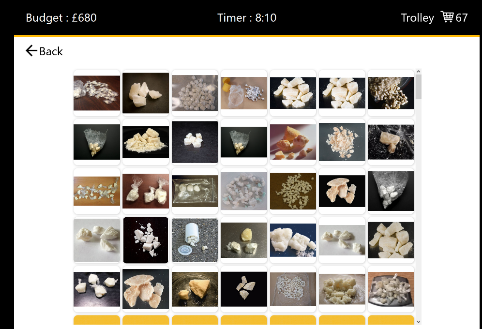 Budget : £680
Timer : 8:10
Trolley 67
Back